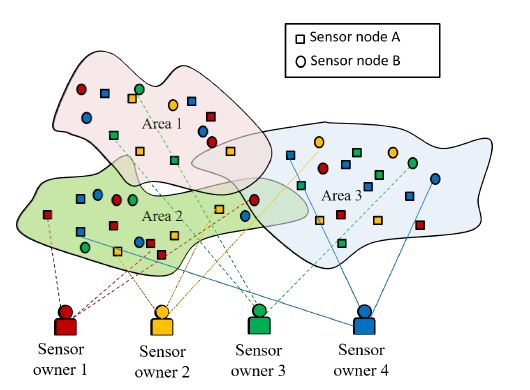 Sensor node A
Sensor node B
Area 1
Area 3
Area 2
Sensor
owner 1
Sensor
owner 2
Sensor
owner 3
Sensor
owner 4